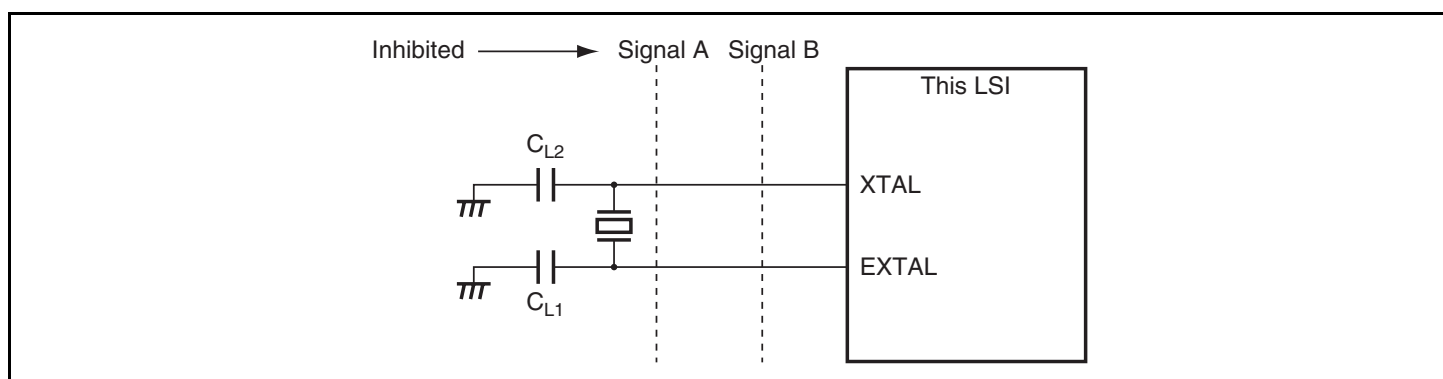 Inhibited
Signal A
Signal B
This LSI
CL2
XTAL
EXTAL
CL1